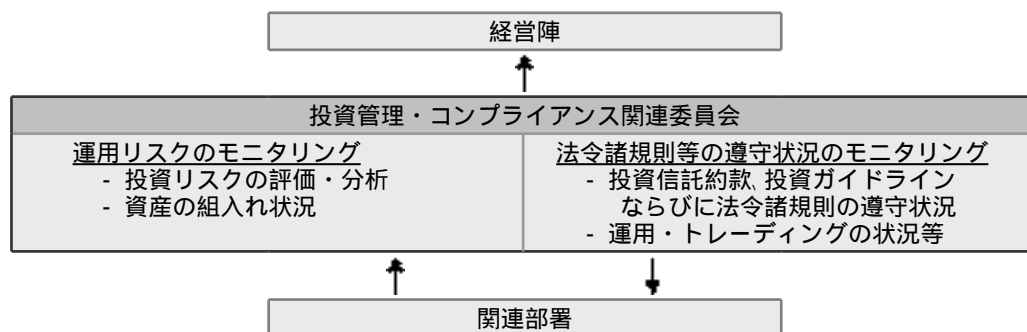 経営陣
投資管理・コンプライアンス関連委員会
運用リスクのモニタリング
- 投資リスクの評価・分析
- 資産の組入れ状況
法令諸規則等の遵守状況のモニタリング
- 投資信託約款、投資ガイドライン
ならびに法令諸規則の遵守状況
- 運用・トレーディングの状況等
関連部署